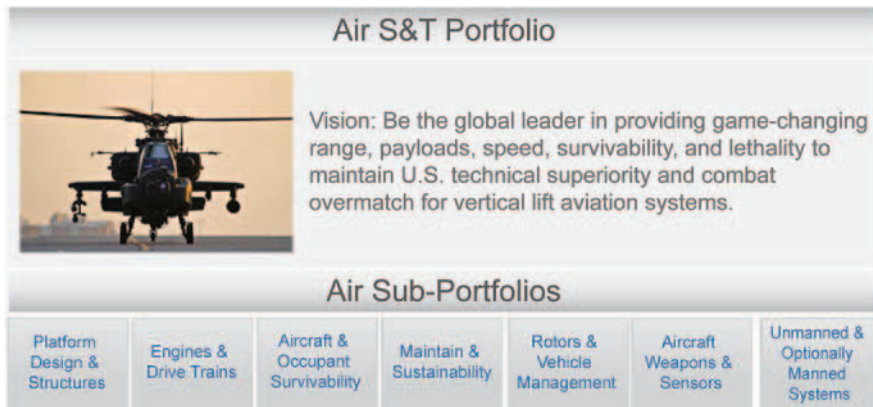 Air S&T Portfolio
Vision: Be the global leader in providing game-changing
range, payloads, speed, survivability, and lethality to
maintain U.S. technical superiority and combat
overmatch for vertical lift aviation systems.
Air Sub-Portfolios
Platform
Design &
Structures
Engines &
Drive Trains
Aircraft &
Occupant
Survivability
Maintain &
Sustainability
Rotors &
Vehicle
Management
Aircraft
Weapons &
Sensors
Unmanned &
Optionally
Manned
Systems